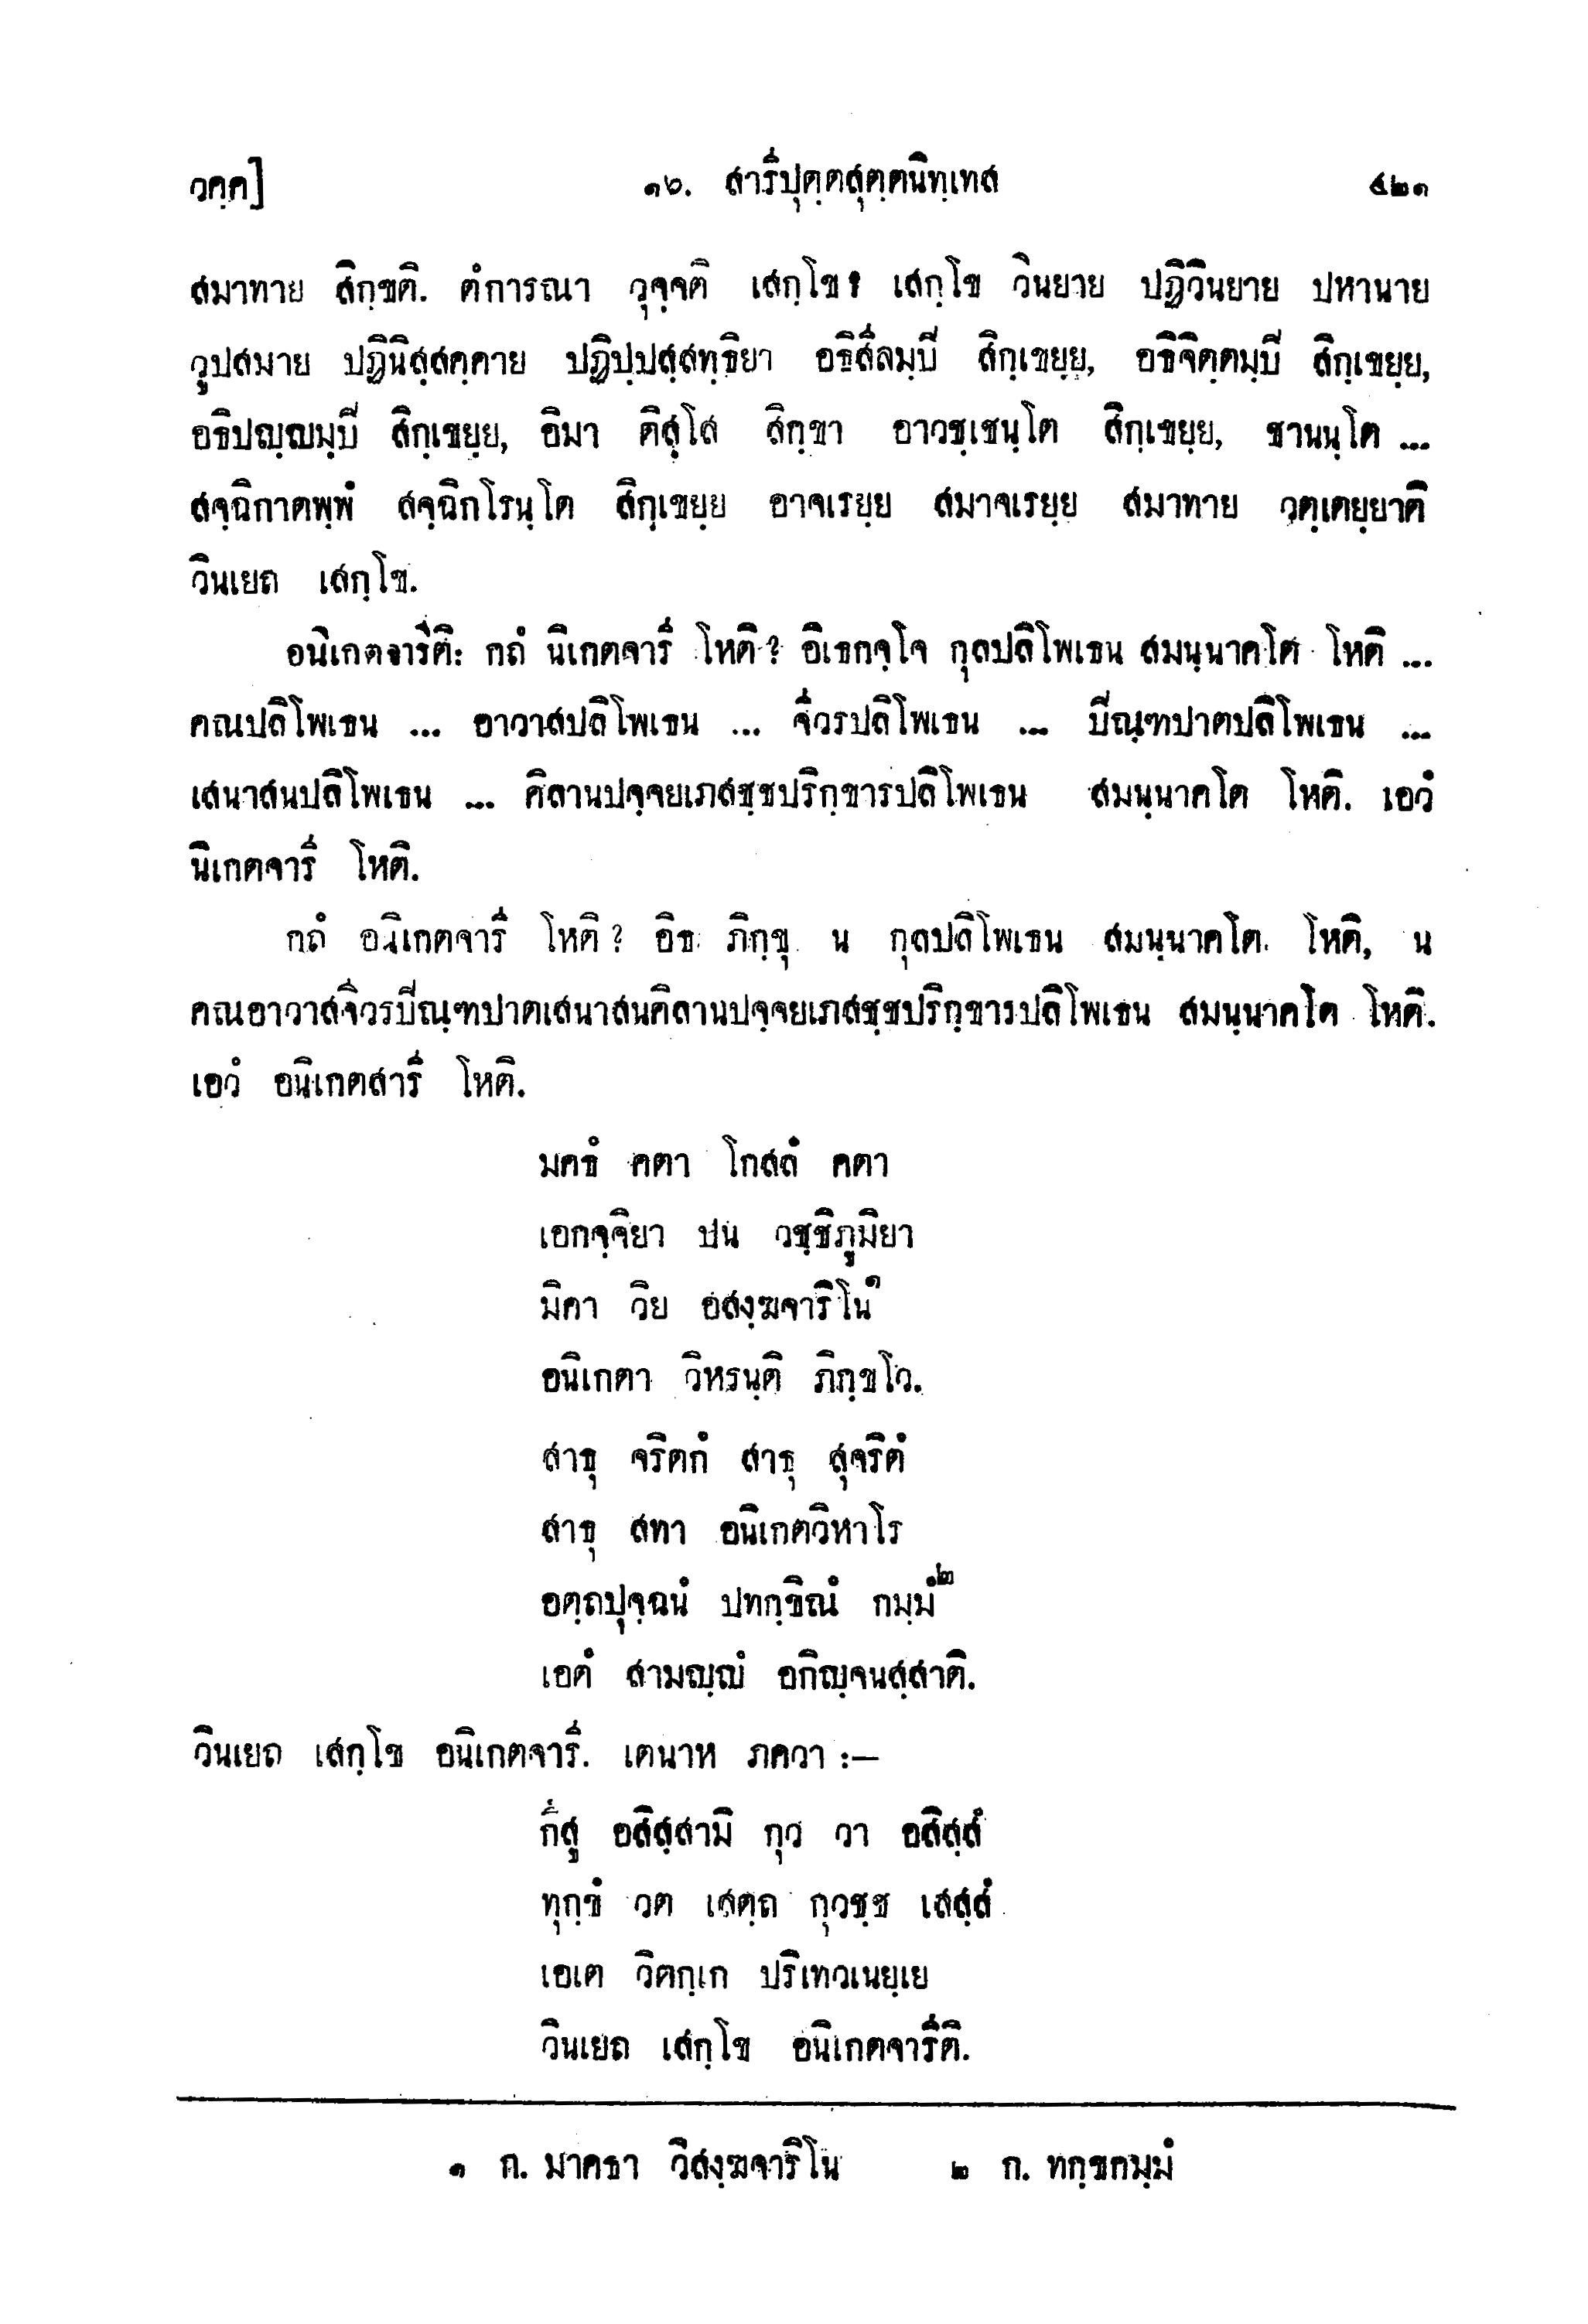 วคฺค] ๑๖. สารีปุตฺตสุตฺตนิทฺเทส ๕๒๑
สมาทาย สิกฺขติ. ตํการณา วุจฺจติ เสกฺโข? เสกฺโข วินยาย ปฏิวินยาย ปหานาย
วูปสมาย ปฏินิสฺสคฺคาย ปฏิปฺปสฺสทฺธิยา อธิสีลมฺปิ สิกฺเขยฺย, อธิจิตฺตมฺปิ สิกฺเขยฺย,
อธิปญฺญมฺปิ สิกฺเขยฺย, อิมา ติสฺโส สิกฺขา อาวชฺเชนฺโต สิกฺเขยฺย, ชานนฺโต ...
สจฺฉิกาตพฺพํ สจฺฉิกโรนฺโต สิกฺเขยฺย อาจเรยฺย สมาจเรยฺย สมาทาย วตฺเตยฺยาติ
วินเยถ เสกฺโข.
อนิเกตจารีติ: กถํ นิเกตจารี โหติ? อิเธกจฺโจ กุลปลิโพเธน สมนฺนาคโต โหติ ...
คณปลิโพเธน ... อาวาสปลิโพเธน ... จีวรปลิโพเธน ... ปิณฺฑปาตปลิโพเธน ...
เสนาสนปลิโพเธน ... คิลานปจฺจยเภสชฺชปริกฺขารปลิโพเธน สมนฺนาคโต โหติ. เอวํ
นิเกตจารี โหติ.
กถํ อนิเกตจารี โหติ? อิธ ภิกฺขุ น กุลปลิโพเธน สมนฺนาคโต โหติ, น
คณอาวาสจีวรปิณฺฑปาตเสนาสนคิลานปจฺจยเภสชฺชปริกฺขารปลิโพเธน สมนฺนาคโต โหติ.
เอวํ อนิเกตสารี โหติ.
มคธํ คตา โกสลํ คตา
เอกจฺจิยา ปน วชฺชิภูมิยา
มิคา วิย อสงฺฆจาริโน๑
อนิเกตา วิหรนฺติ ภิกฺขโว.
สาธุ จริตกํ สาธุ สุจริตํ
สาธุ สทา อนิเกตวิหาโร
อตฺถปุจฺฉนํ ปทกฺขิณํ กมฺมํ๒
เอตํ สามญฺญํ อกิญฺจนสฺสาติ.
วินเยถ เสกฺโข อนิเกตจารี. เตนาห ภควา :—
กึสู อสิสฺสามิ กุว วา อสิสฺสํ
ทุกฺขํ วต เสตฺถ กุวชฺช เสสฺสํ
เอเต วิตกฺเก ปริเทวเนยฺเย
วินเยถ เสกฺโข อนิเกตจารีติ.
๑ ก. มาคธา วิสงฺฆจาริโน ๒ ก. ทกฺขกมฺมํ